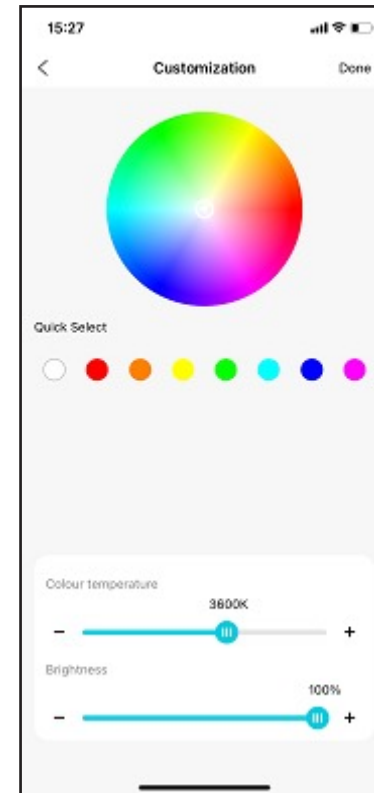 15:27
Customization Done
Quick Select
Colour temperature
3600K
Brightness
100%